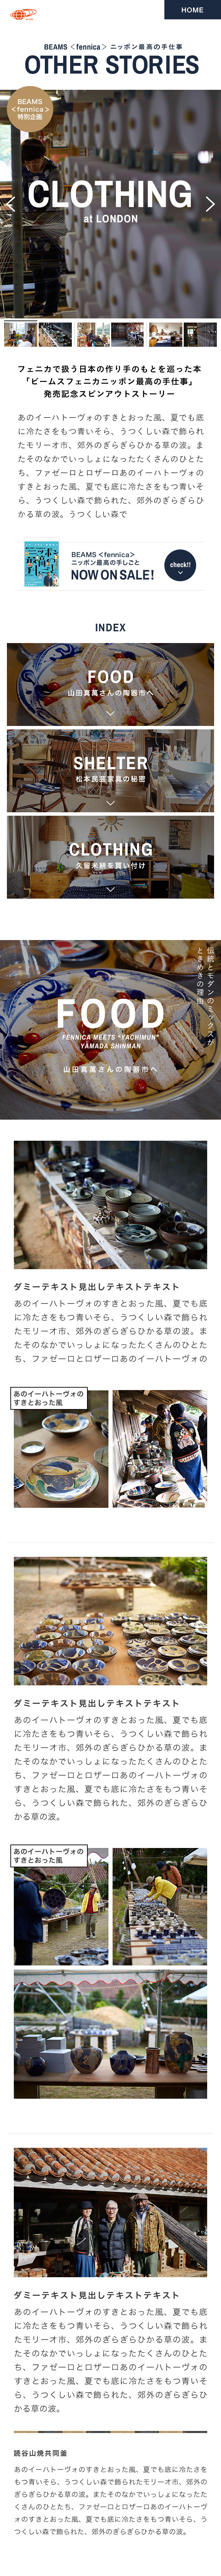 HOME
BEAMS ＜fennica＞ ニッポン最高の手仕事
OTHER STORIES
BEAMS
＜fennica＞
特別企画
CLOTHING
at LONDON
フェニカで扱う日本の作り手のもとを巡った本
「ビームスフェニカニッポン最高の手仕事」
発売記念スピンアウトストーリー
あのイーハトーヴォのすきとおった風、夏でも底
に冷たさをもつ青いそら、うつくしい森で飾られ
たモリーオ市、郊外のぎらぎらひかる草の波。ま
たそのなかでいっしょになったたくさんのひとた
ち、ファゼーロとロザーロあのイーハトーヴォの
すきとおった風、夏でも底に冷たさをもつ青いそ
ら、うつくしい森で飾られた、郊外のぎらぎらひ
かる草の波。うつくしい森で
BEAMS ＜fennica＞
ニッポン最高の手しごと
NOW ON SALE!
check!!
INDEX
FOOD
山田真萬さんの陶器市へ
SHELTER
松本民芸家具の秘密
CLOTHING
久留米絣を買い付け
伝統とモダンのミックスが
ときめきの理由
FOOD
FENNICA MEETS “YACHIMUN”
YAMADA SHINMAN
山田真萬さんの陶器市へ
ダミーテキスト見出しテキストテキスト
あのイーハトーヴォのすきとおった風、夏でも底
に冷たさをもつ青いそら、うつくしい森で飾られ
たモリーオ市、郊外のぎらぎらひかる草の波。ま
たそのなかでいっしょになったたくさんのひとた
ち、ファゼーロとロザーロあのイーハトーヴォの
あのイーハトーヴォの
すきとおった風
ダミーテキスト見出しテキストテキスト
あのイーハトーヴォのすきとおった風、夏でも底
に冷たさをもつ青いそら、うつくしい森で飾られ
たモリーオ市、郊外のぎらぎらひかる草の波。ま
たそのなかでいっしょになったたくさんのひとた
ち、ファゼーロとロザーロあのイーハトーヴォの
すきとおった風、夏でも底に冷たさをもつ青いそ
ら、うつくしい森で飾られた、郊外のぎらぎらひ
かる草の波。
あのイーハトーヴォの
すきとおった風
ダミーテキスト見出しテキストテキスト
あのイーハトーヴォのすきとおった風、夏でも底
に冷たさをもつ青いそら、うつくしい森で飾られ
たモリーオ市、郊外のぎらぎらひかる草の波。ま
たそのなかでいっしょになったたくさんのひとた
ち、ファゼーロとロザーロあのイーハトーヴォの
すきとおった風、夏でも底に冷たさをもつ青いそ
ら、うつくしい森で飾られた、郊外のぎらぎらひ
かる草の波。
読谷山焼共同釜
あのイーハトーヴォのすきとおった風、夏でも底に冷たさを
もつ青いそら、うつくしい森で飾られたモリーオ市、郊外の
ぎらぎらひかる草の波。またそのなかでいっしょになったた
くさんのひとたち、ファゼーロとロザーロあのイーハトーヴ
ォのすきとおった風、夏でも底に冷たさをもつ青いそら、う
つくしい森で飾られた、郊外のぎらぎらひかる草の波。